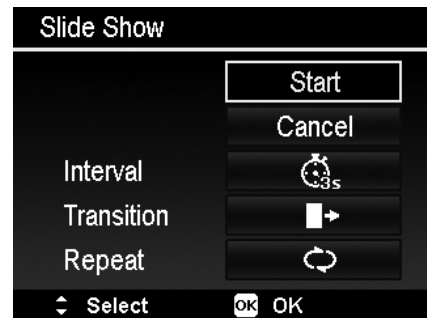 Slide Show
Start
Cancel
Interval 3s
Transition
Repeat
Select OK OK